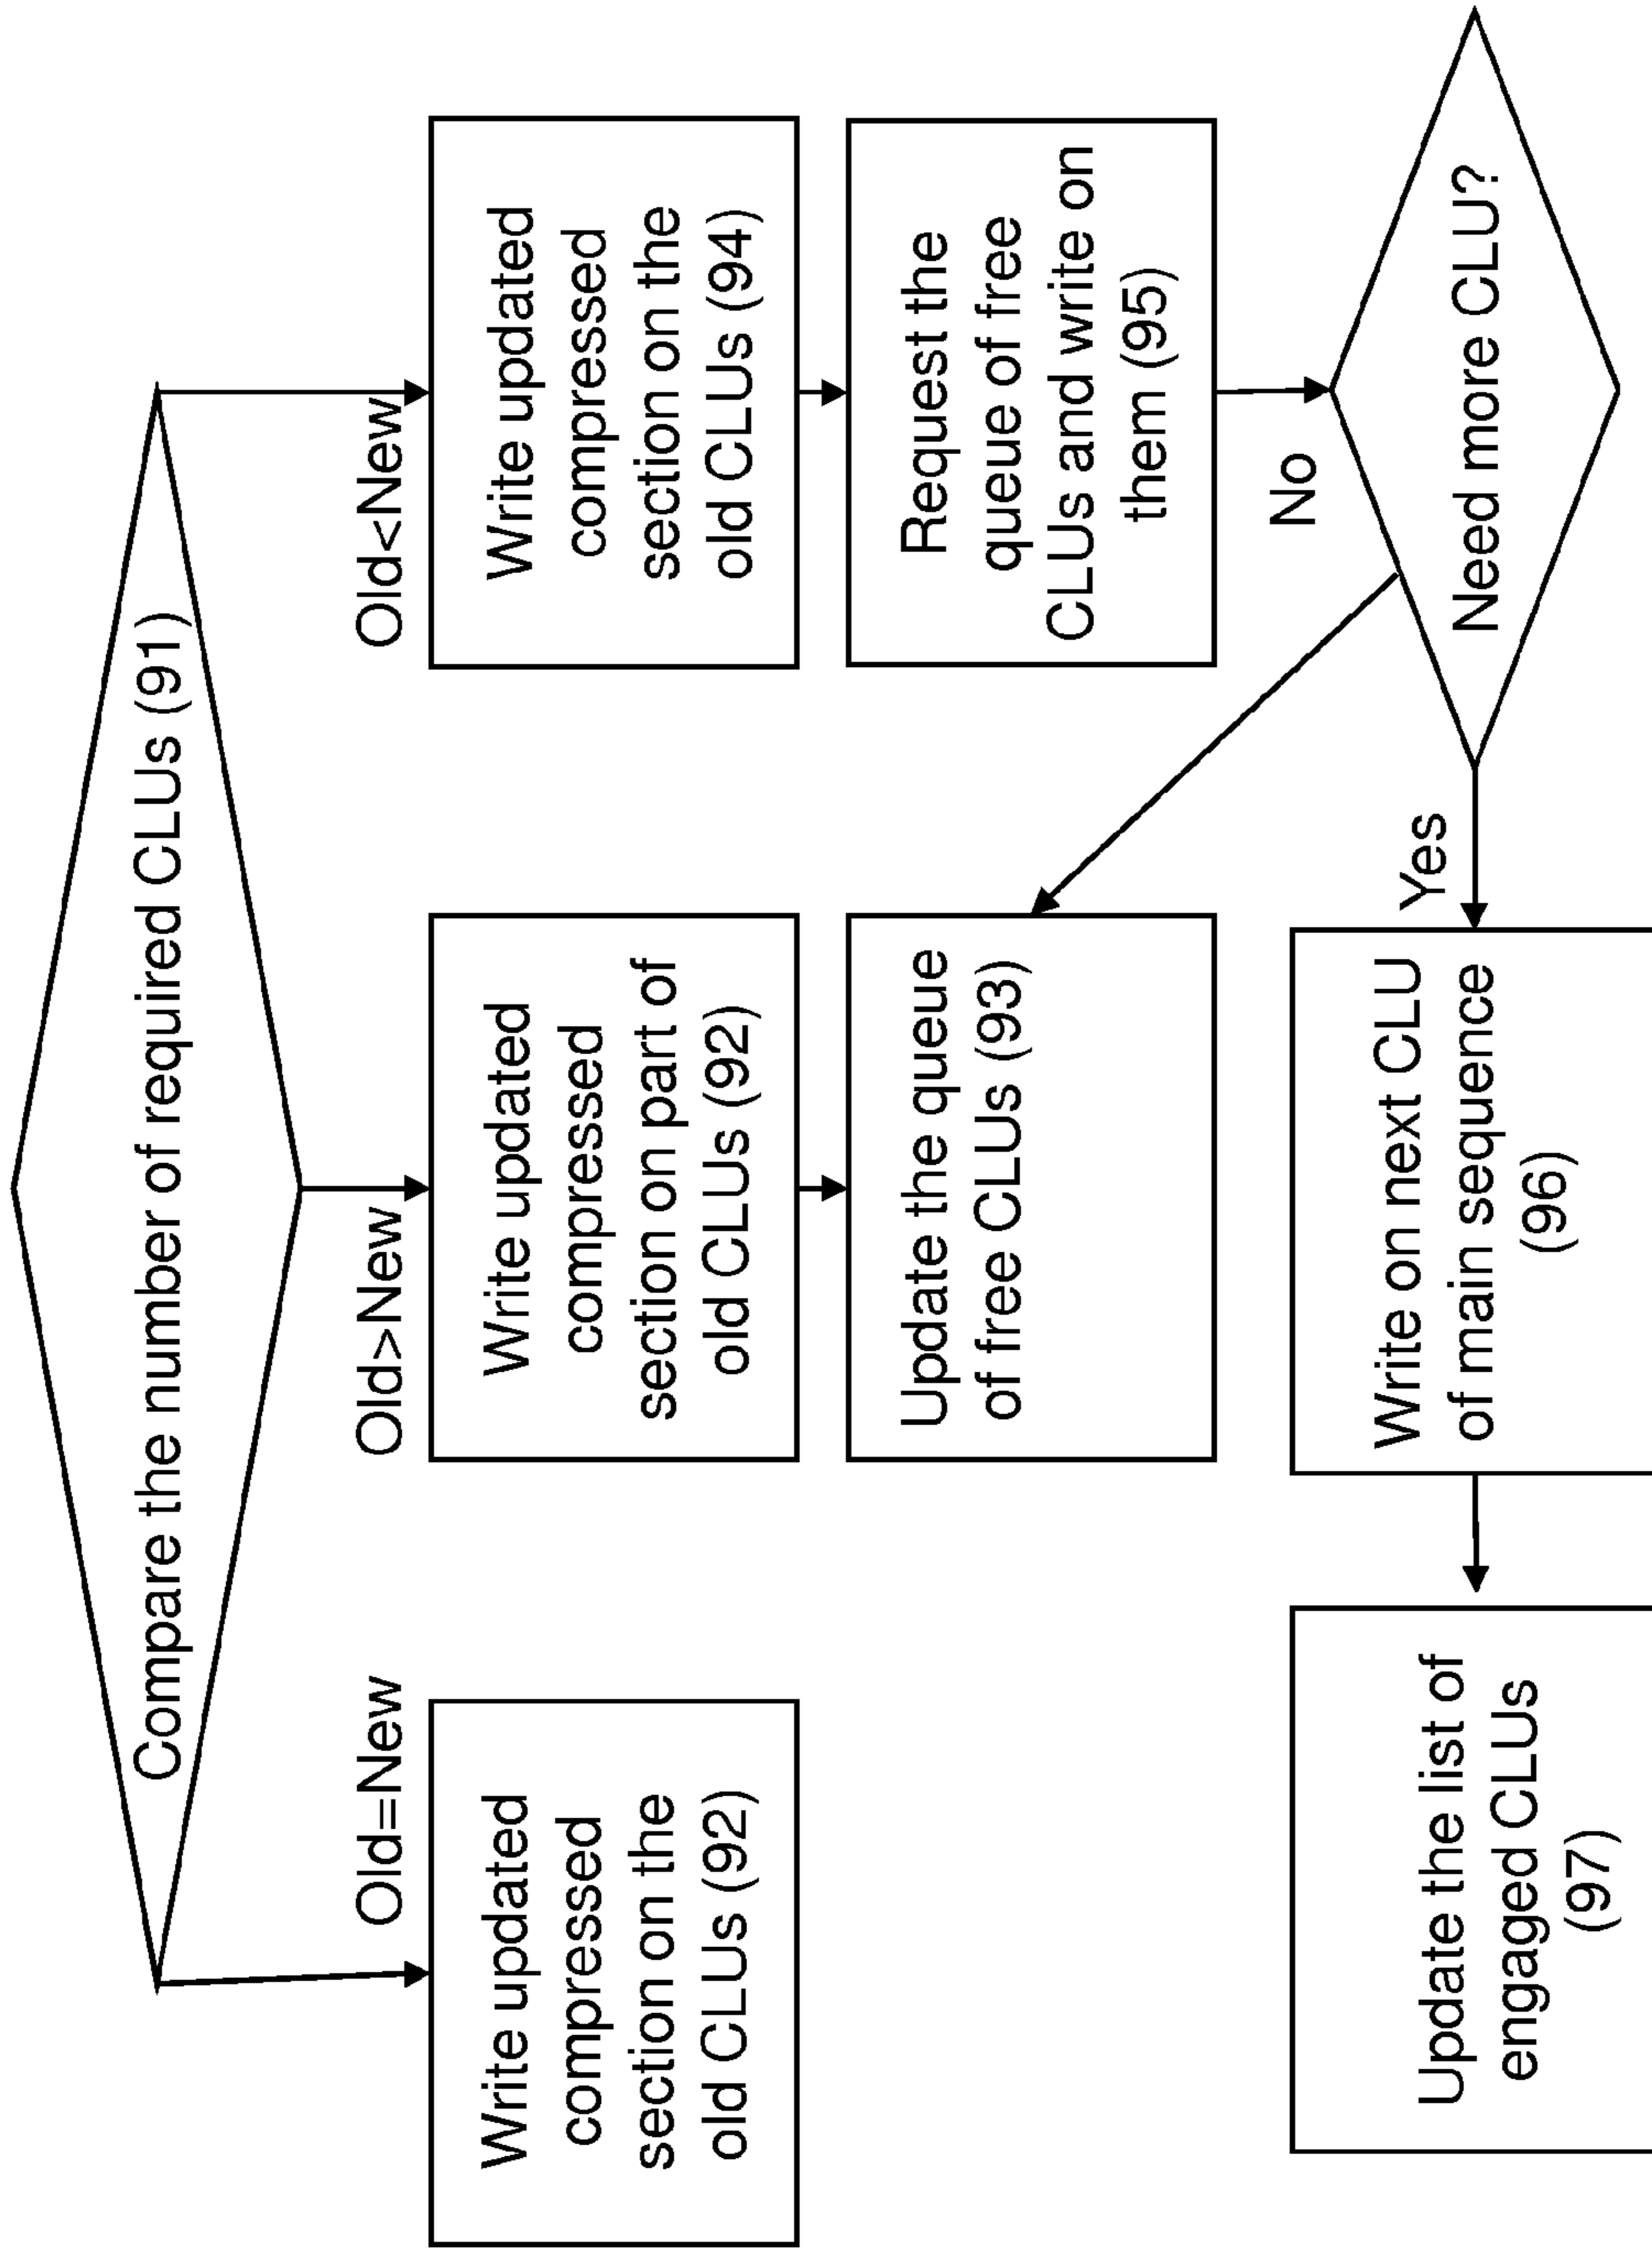 Compare the number of required CLUs (91)
Old=New
Old>New
Old<New
Write updated
compressed
section on the
old CLUs (92)
Write updated
compressed
section on part of
old CLUs (92)
Write updated
compressed
section on the
old CLUs (94)
Update the queue
of free CLUs (93)
Request the
queue of free
CLUs and write on
them (95)
No
Need more CLU?
Yes
Write on next CLU
of main sequence
(96)
Update the list of
engaged CLUs
(97)